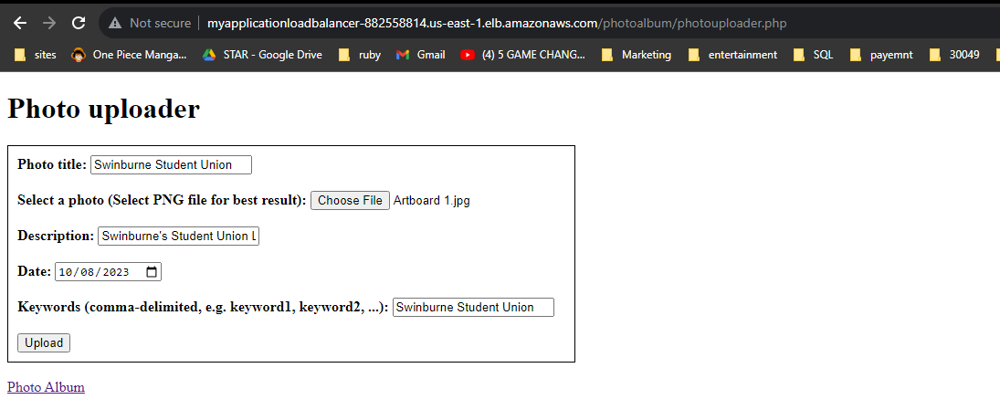 Not secure myapplicationloadbalancer-882558814.us-east-1.elb.amazonaws.com/photoalbum/photouploader.php
sites One Piece Manga... STAR - Google Drive ruby Gmail (4) 5 GAME CHANG... Marketing entertainment SQL payemnt 30049
Photo uploader
Photo title: Swinburne Student Union
Select a photo (Select PNG file for best result): Choose File Artboard 1.jpg
Description: Swinburne's Student Union L
Date: 10/08/2023
Keywords (comma-delimited, e.g. keyword1, keyword2, ...): Swinburne Student Union
Upload
Photo Album